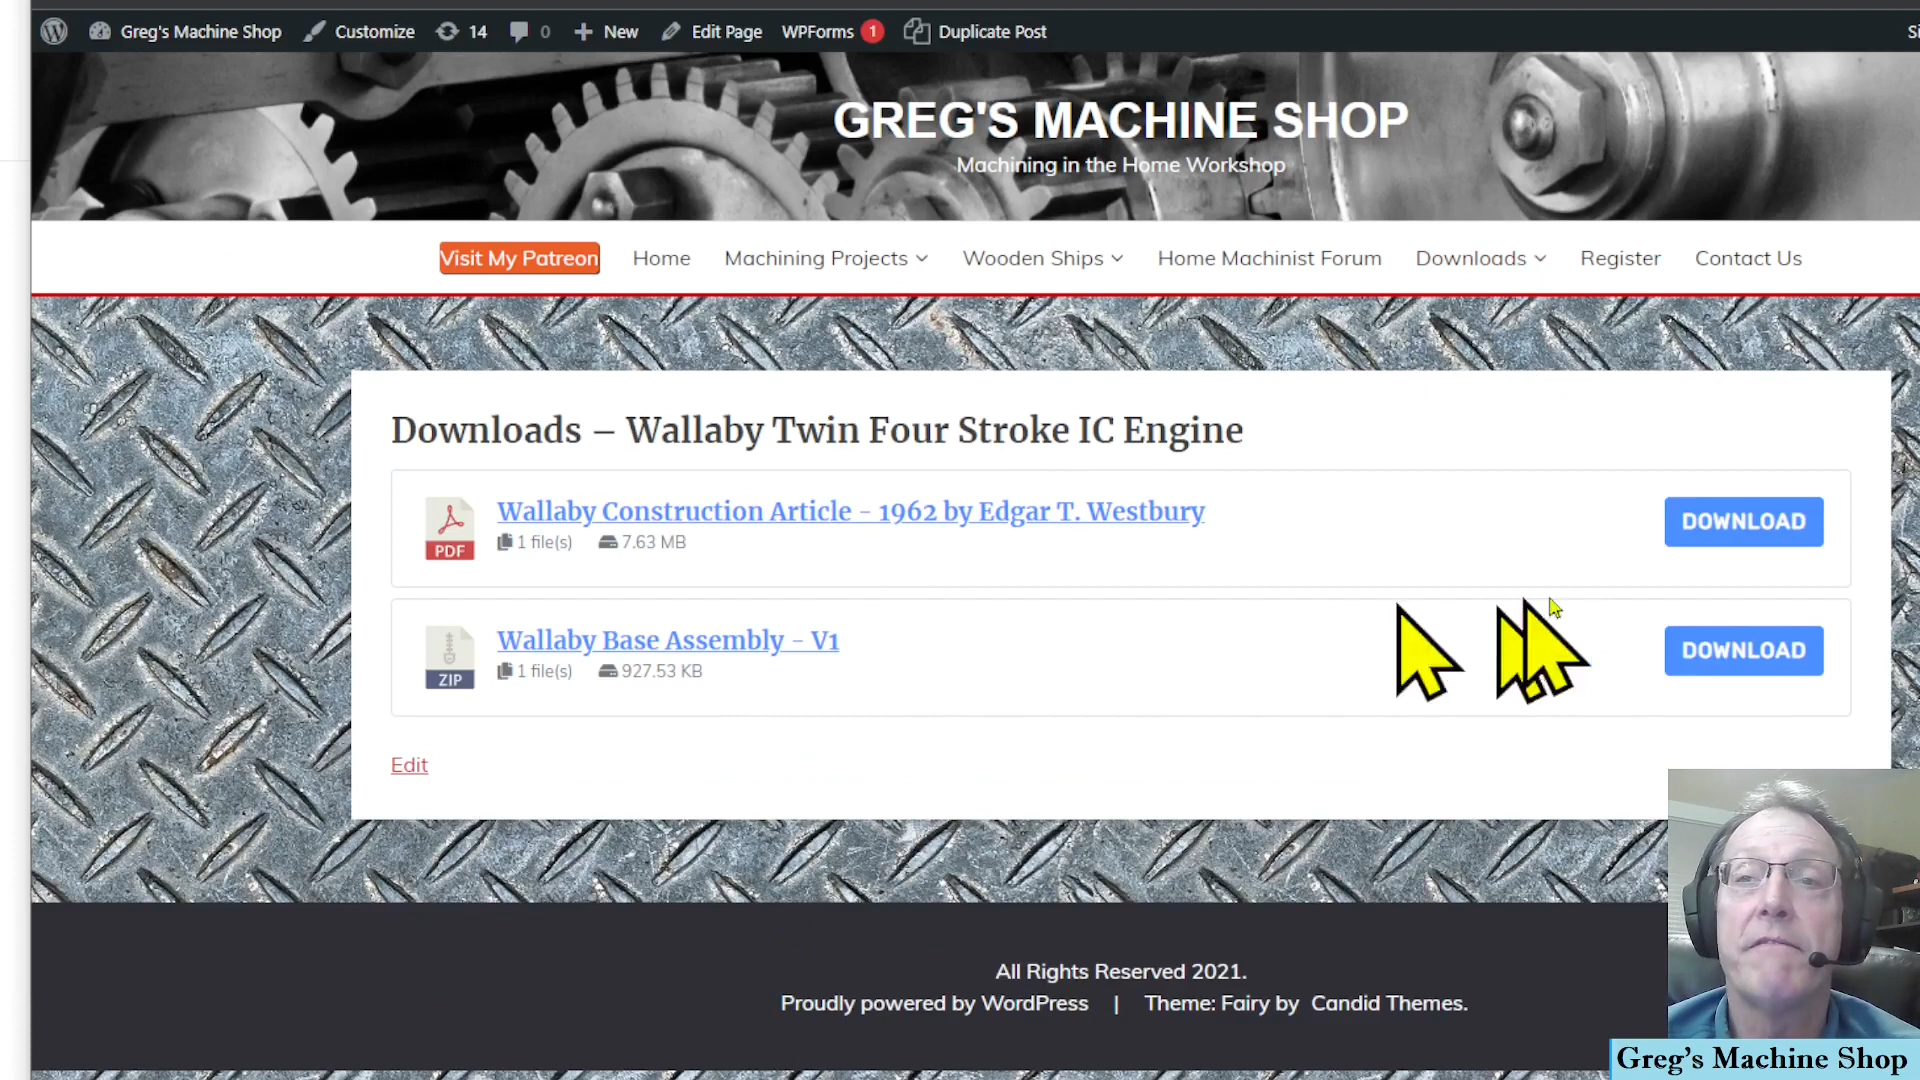 Greg's Machine Shop Customize 14 0 New Edit Page WPForms 1 Duplicate Post
GREG'S MACHINE SHOP
Machining in the Home Workshop
Visit My Patreon Home Machining Projects Wooden Ships Home Machinist Forum Downloads Register Contact Us
Downloads – Wallaby Twin Four Stroke IC Engine
Wallaby Construction Article - 1962 by Edgar T. Westbury
DOWNLOAD
PDF
1 file(s) 7.63 MB
Wallaby Base Assembly - V1
DOWNLOAD
ZIP
1 file(s) 927.53 KB
Edit
All Rights Reserved 2021.
Proudly powered by WordPress | Theme: Fairy by Candid Themes.
Greg's Machine Shop